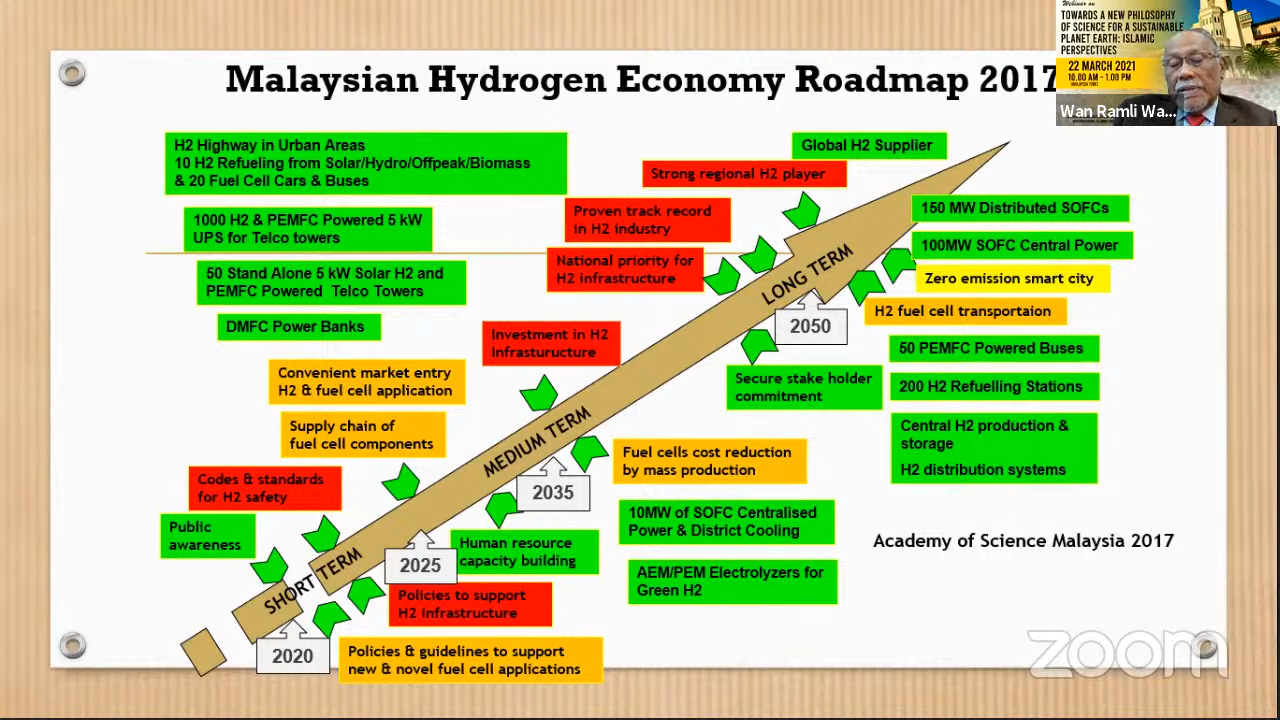 Malaysian Hydrogen Economy Roadmap 2017
Webinar on
TOWARDS A NEW PHILOSOPHY
OF SCIENCE FOR A SUSTAINABLE
PLANET EARTH: ISLAMIC
PERSPECTIVES
22 MARCH 2021
10.00 AM - 1.00 PM
(MALAYSIA TIME)
Wan Ramli Wa...
H2 Highway in Urban Areas
10 H2 Refueling from Solar/Hydro/Offpeak/Biomass
& 20 Fuel Cell Cars & Buses
1000 H2 & PEMFC Powered 5 kW
UPS for Telco towers
50 Stand Alone 5 kW Solar H2 and
PEMFC Powered Telco Towers
DMFC Power Banks
Convenient market entry
H2 & fuel cell application
Supply chain of
fuel cell components
Codes & standards
for H2 safety
Public
awareness
Global H2 Supplier
Strong regional H2 player
Proven track record
in H2 industry
National priority for
H2 infrastructure
Investment in H2
Infrasturucture
150 MW Distributed SOFCs
100MW SOFC Central Power
Zero emission smart city
H2 fuel cell transportaion
50 PEMFC Powered Buses
200 H2 Refuelling Stations
Central H2 production &
storage
H2 distribution systems
Secure stake holder
commitment
LONG TERM
2050
MEDIUM TERM
2035
Fuel cells cost reduction
by mass production
10MW of SOFC Centralised
Power & District Cooling
AEM/PEM Electrolyzers for
Green H2
Human resource
capacity building
2025
Policies to support
H2 infrastructure
SHORT TERM
2020
Policies & guidelines to support
new & novel fuel cell applications
Academy of Science Malaysia 2017
zoom